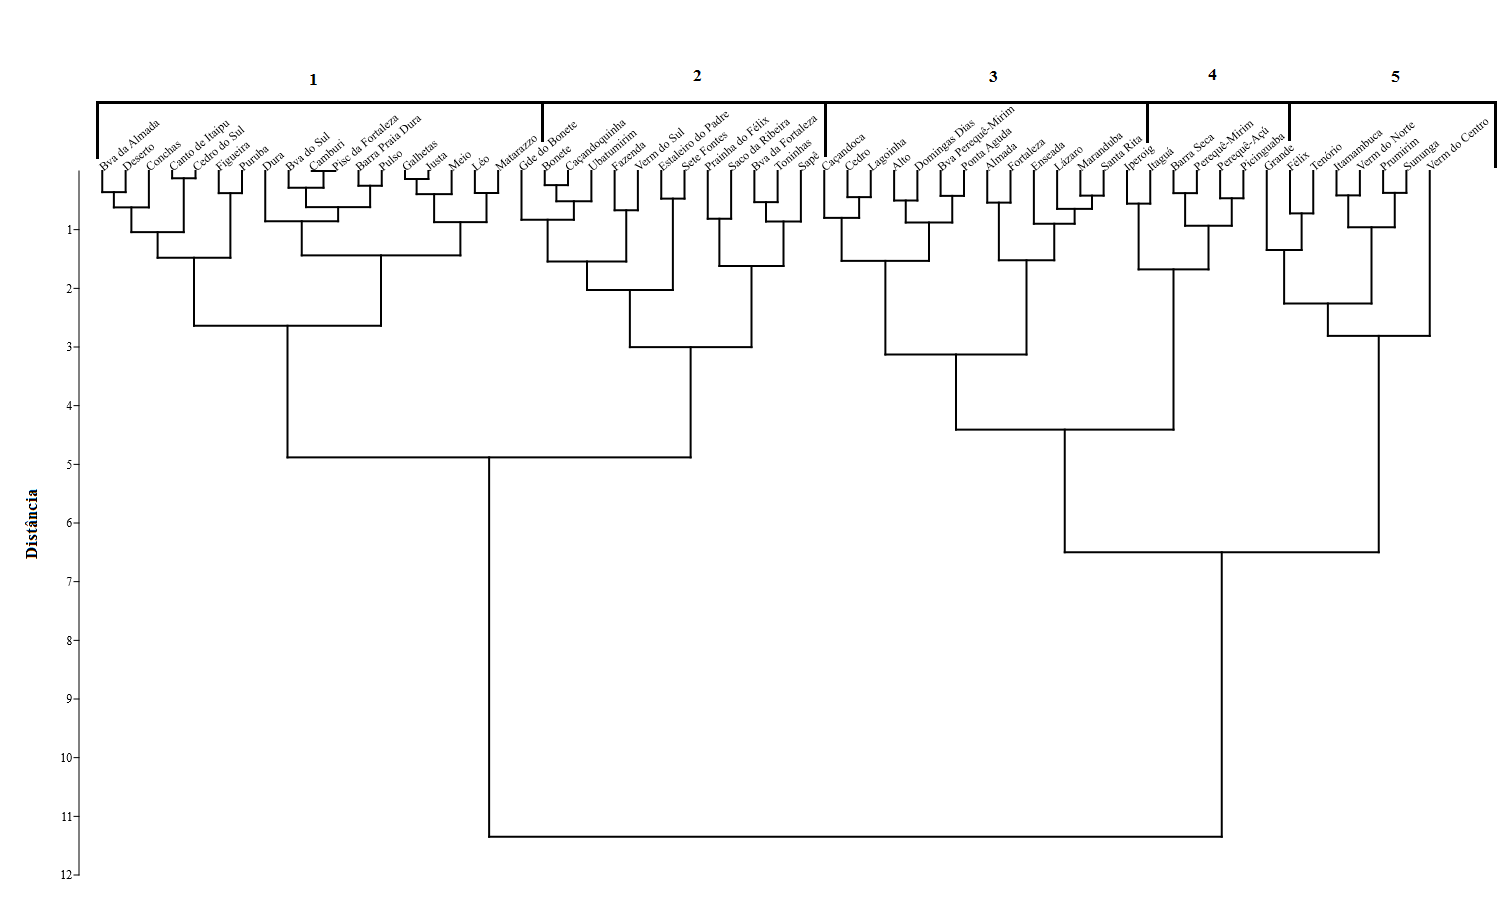 1
2
3
4
5
Bva da Almada
Deserto
Conchas
Canto de Itaipu
Cedro do Sul
Figueira
Puruba
Dura
Bva do Sul
Camburi
Pisc da Fortaleza
Barra Praia Dura
Pulso
Galhetas
Justa
Meio
Léo
Matarazzo
Gde do Bonete
Bonete
Caçandoquinha
Ubatumirim
Fazenda
Verm do Sul
Estaleiro do Padre
Sete Fontes
Prainha do Félix
Saco da Ribeira
Bva da Fortaleza
Toninhas
Sapê
Caçandoca
Cedro
Lagoinha
Alto
Domingas Dias
Bva Perequê-Mirim
Ponta Aguda
Almada
Fortaleza
Enseada
Lázaro
Maranduba
Santa Rita
Iperoig
Itaguá
Barra Seca
Perequê-Mirim
Perequê-Açú
Picinguaba
Grande
Félix
Tenório
Itamambuca
Verm do Norte
Prumirim
Sununga
Verm do Centro
1
2
3
4
5
6
7
8
9
10
11
12
Distância